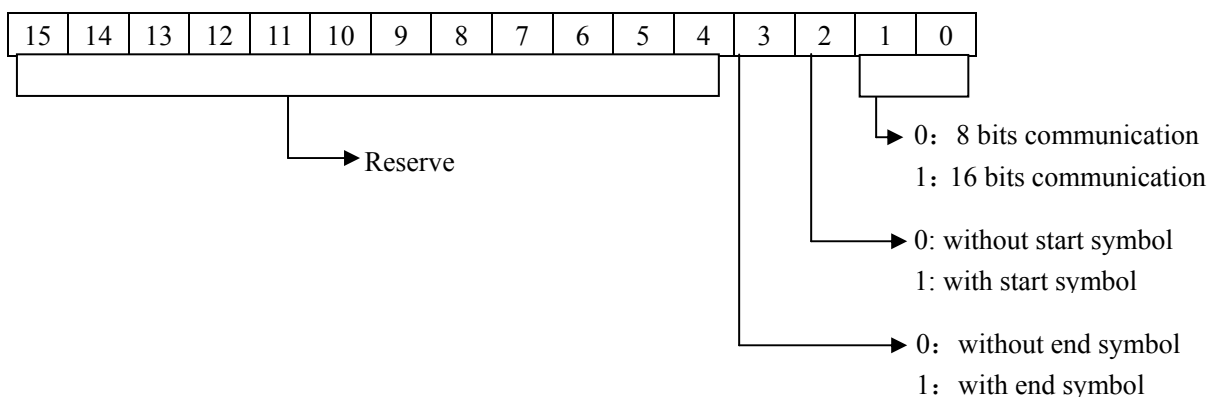 15 14 13 12 11 10 9 8 7 6 5 4 3 2 1 0
0：8 bits communication
Reserve
1：16 bits communication
0: without start symbol
1: with start symbol
0：without end symbol
1：with end symbol